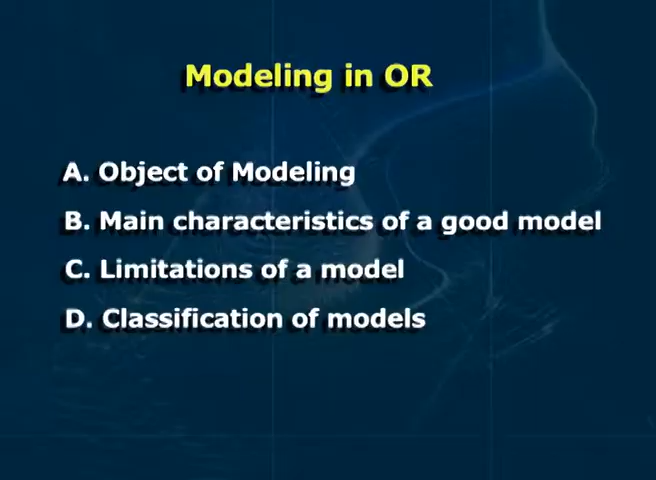 Modeling in OR
A. Object of Modeling
B. Main characteristics of a good model
C. Limitations of a model
D. Classification of models